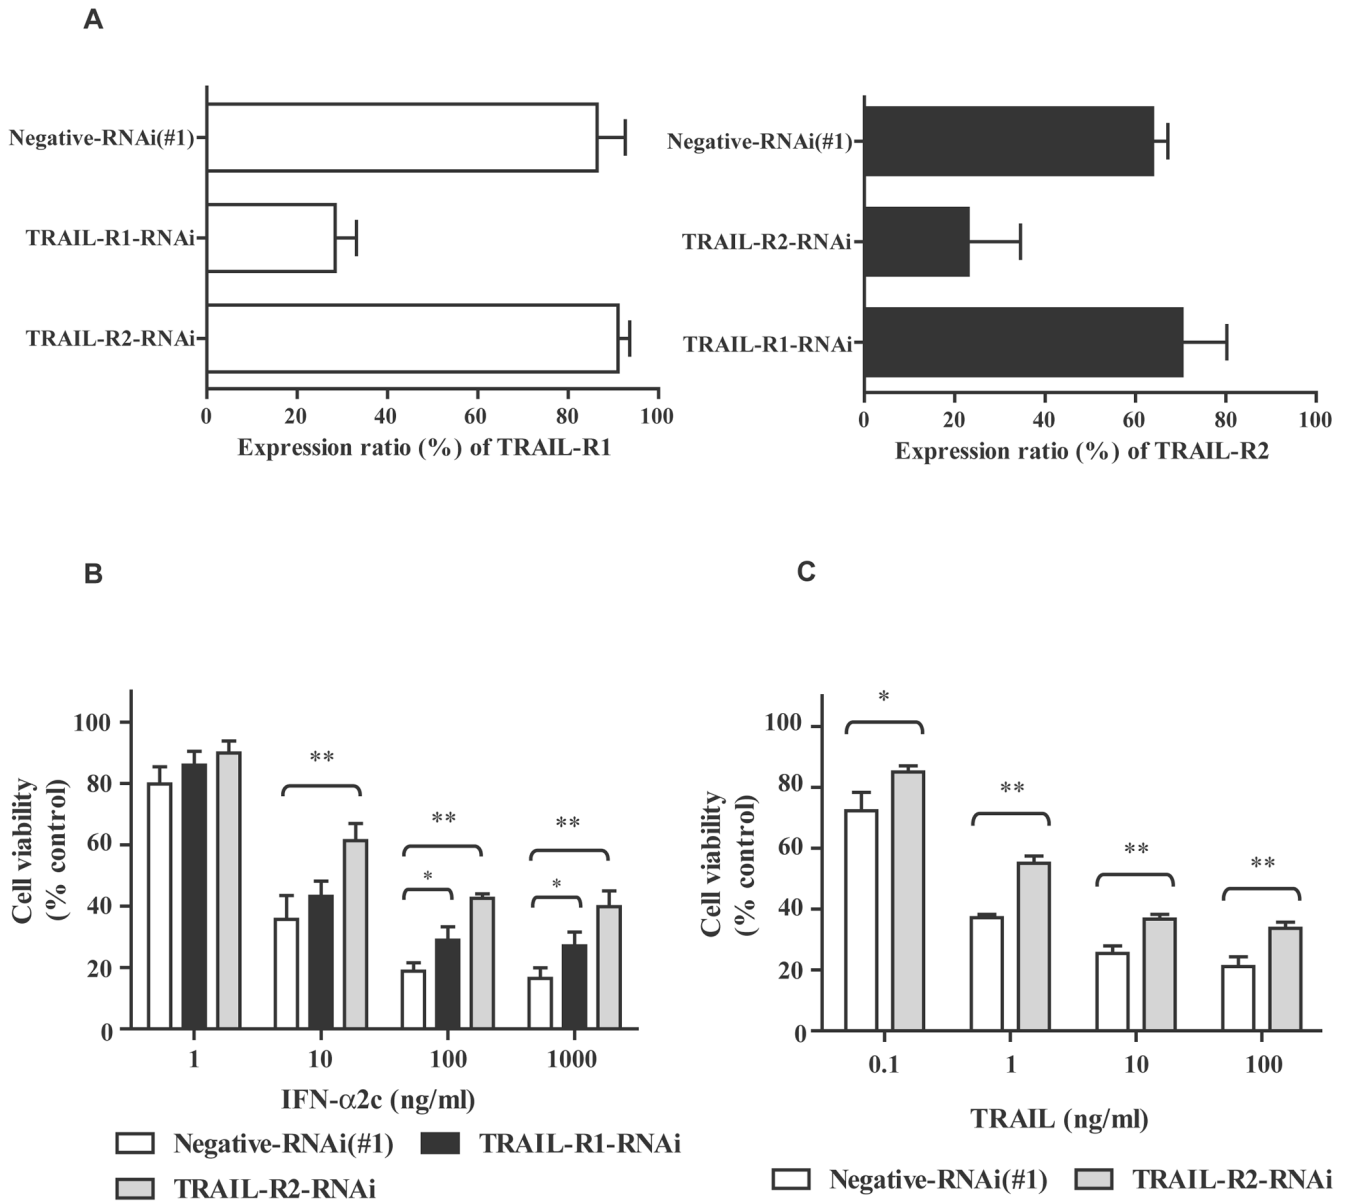 A
Negative-RNAi(#1)
TRAIL-R1-RNAi
TRAIL-R2-RNAi
0 20 40 60 80 100
Expression ratio (%) of TRAIL-R1
Negative-RNAi(#1)
TRAIL-R2-RNAi
TRAIL-R1-RNAi
0 20 40 60 80 100
Expression ratio (%) of TRAIL-R2
B
Cell viability
(% control)
100
80
60
40
20
0
**
**
*
**
*
1 10 100 1000
IFN-α2c (ng/ml)
Negative-RNAi(#1) TRAIL-R1-RNAi
TRAIL-R2-RNAi
C
Cell viability
(% control)
100
80
60
40
20
0
*
**
**
**
0.1 1 10 100
TRAIL (ng/ml)
Negative-RNAi(#1) TRAIL-R2-RNAi